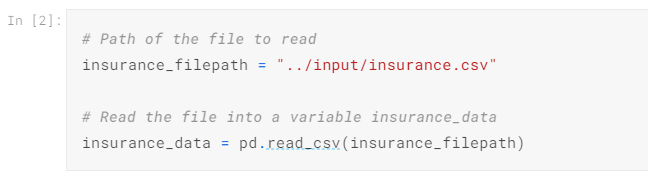 In [2]:
# Path of the file to read
insurance_filepath = "../input/insurance.csv"
# Read the file into a variable insurance_data
insurance_data = pd.read_csv(insurance_filepath)